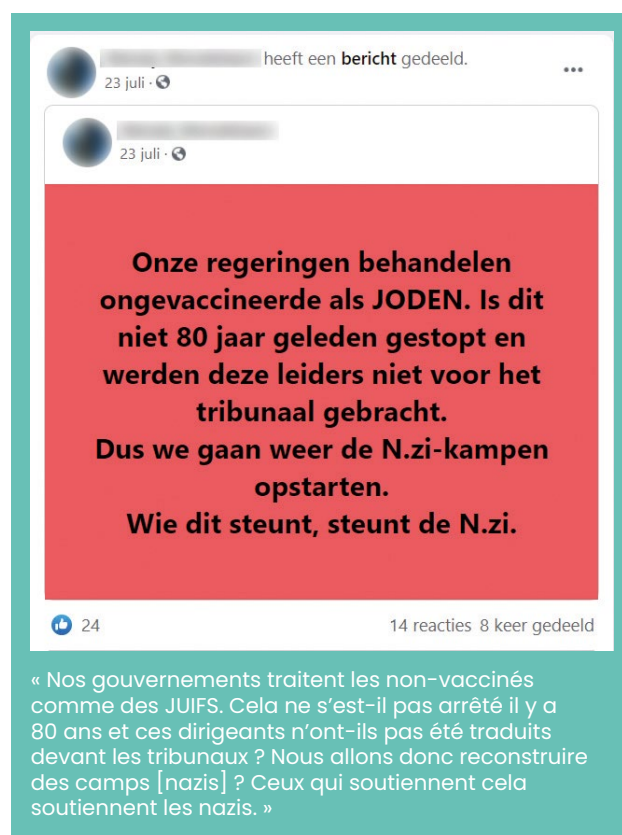 heeft een bericht gedeeld.
23 juli ·
23 juli ·
Onze regeringen behandelen
ongevaccineerde als JODEN. Is dit
niet 80 jaar geleden gestopt en
werden deze leiders niet voor het
tribunaal gebracht.
Dus we gaan weer de N.zi-kampen
opstarten.
Wie dit steunt, steunt de N.zi.
24
14 reacties 8 keer gedeeld
« Nos gouvernements traitent les non-vaccinés
comme des JUIFS. Cela ne s’est-il pas arrêté il y a
80 ans et ces dirigeants n’ont-ils pas été traduits
devant les tribunaux ? Nous allons donc reconstruire
des camps [nazis] ? Ceux qui soutiennent cela
soutiennent les nazis. »